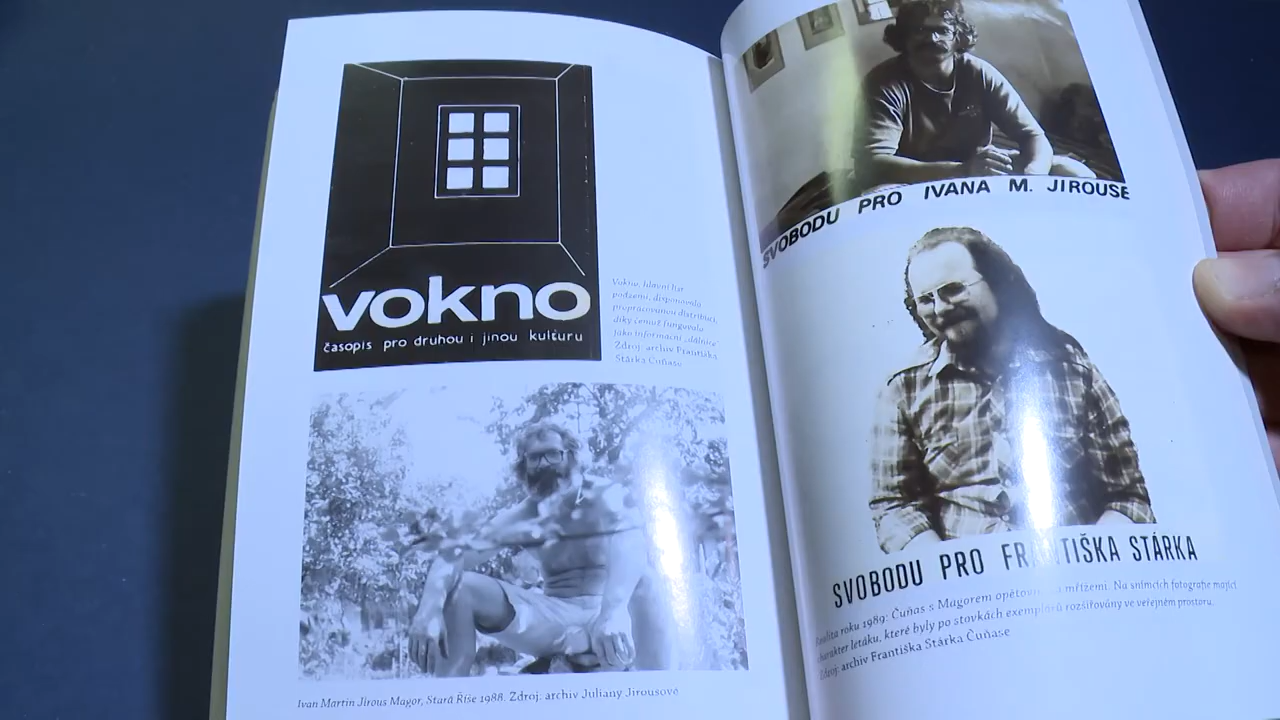 vokno
časopis pro druhou i jinou kulturu
Vokno, hlavní list
podzemí, disponovalo
propracovanou distribucí,
díky čemuž fungovalo
jako informační „dálnice“.
Zdroj: archiv Františka
Stárka Čuňase
Ivan Martin Jirous Magor, Stará Říše 1988. Zdroj: archiv Juliany Jirousové
SVOBODU PRO IVANA M. JIROUSE
SVOBODU PRO FRANTIŠKA STÁRKA
Realita roku 1989: Čuňas s Magorem opětovně za mřížemi. Na snímcích fotografie mající
charakter letáku, které byly po stovkách exemplářů rozšiřovány ve veřejném prostoru.
Zdroj: archiv Františka Stárka Čuňase